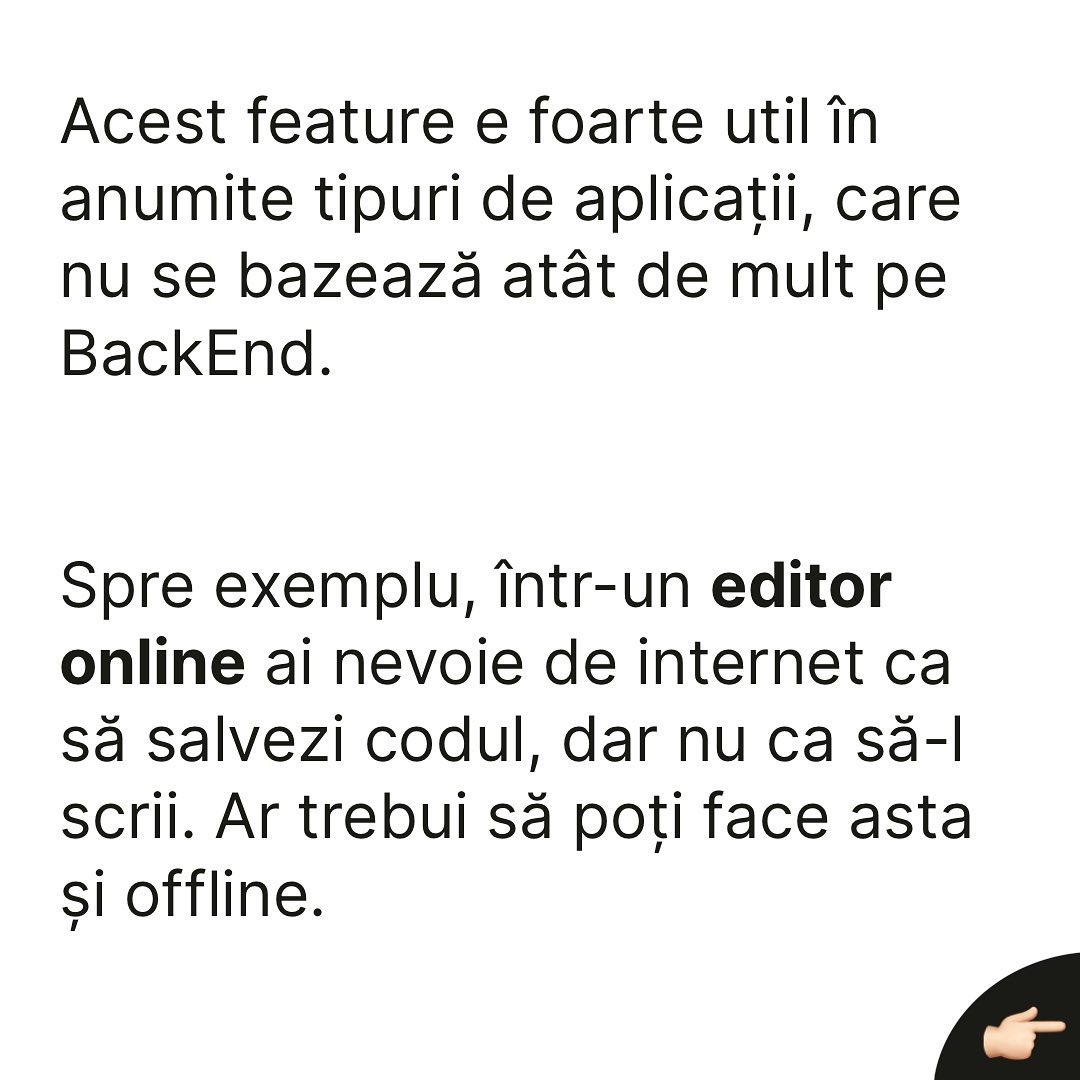 Acest feature e foarte util în
anumite tipuri de aplicații, care
nu se bazează atât de mult pe
BackEnd.
Spre exemplu, într-un editor
online ai nevoie de internet ca
să salvezi codul, dar nu ca să-l
scrii. Ar trebui să poți face asta
și offline.